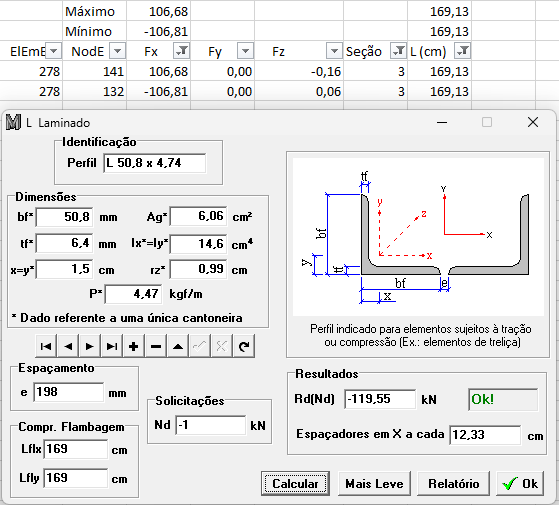 Máximo 106,68 169,13
Mínimo -106,81 169,13
ElEmE NodE Fx Fy Fz Seção L (cm)
278 141 106,68 0,00 -0,16 3 169,13
278 132 -106,81 0,00 0,06 3 169,13
L Laminado
Identificação
Perfil L 50,8 x 4,74
Dimensões
bf* 50,8 mm Ag* 6,06 cm²
tf* 6,4 mm Ix*=Iy* 14,6 cm⁴
x=y* 1,5 cm rz* 0,99 cm
P* 4,47 kgf/m
* Dado referente a uma única cantoneira
tf
y
z
x
Y
X
bf
y
tf
bf
e
x
Perfil indicado para elementos sujeitos à tração
ou compressão (Ex.: elementos de treliça)
Espaçamento
e 198 mm
Compr. Flambagem
Lflx 169 cm
Lfly 169 cm
Solicitações
Nd -1 kN
Resultados
Rd(Nd) -119,55 kN Ok!
Espaçadores em X a cada 12,33 cm
Calcular Mais Leve Relatório Ok